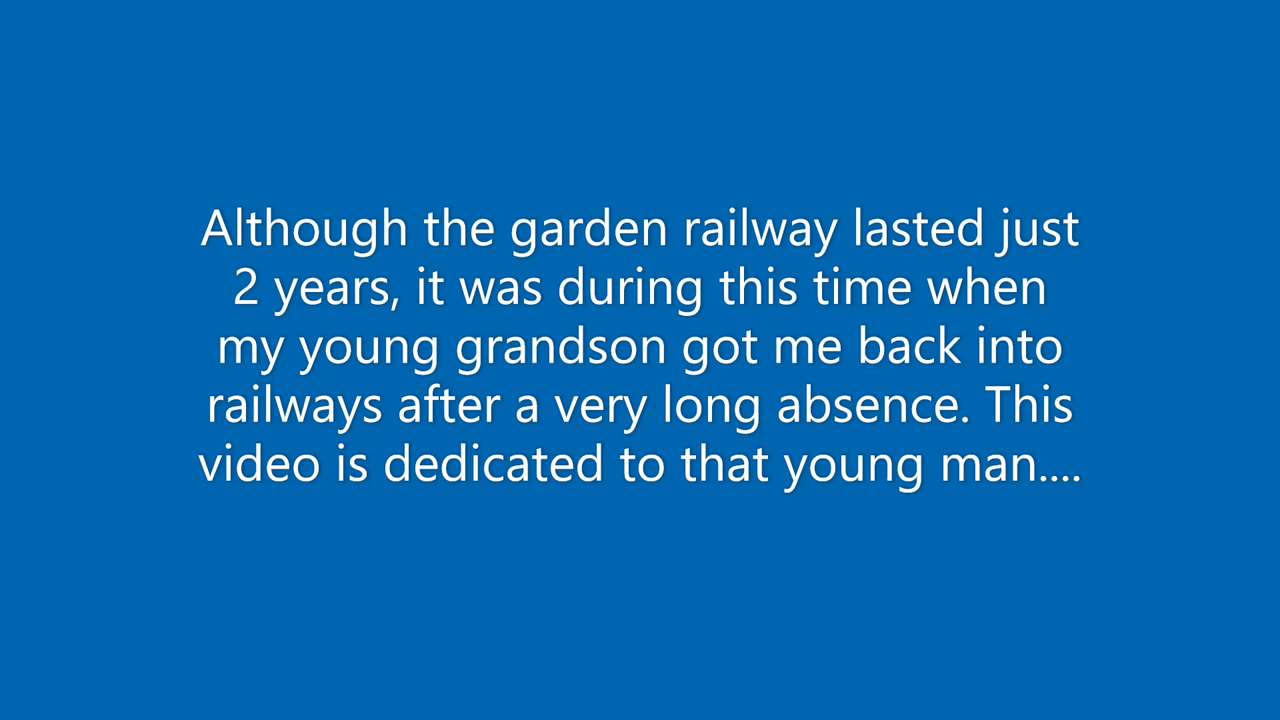 Although the garden railway lasted just
2 years, it was during this time when
my young grandson got me back into
railways after a very long absence. This
video is dedicated to that young man....